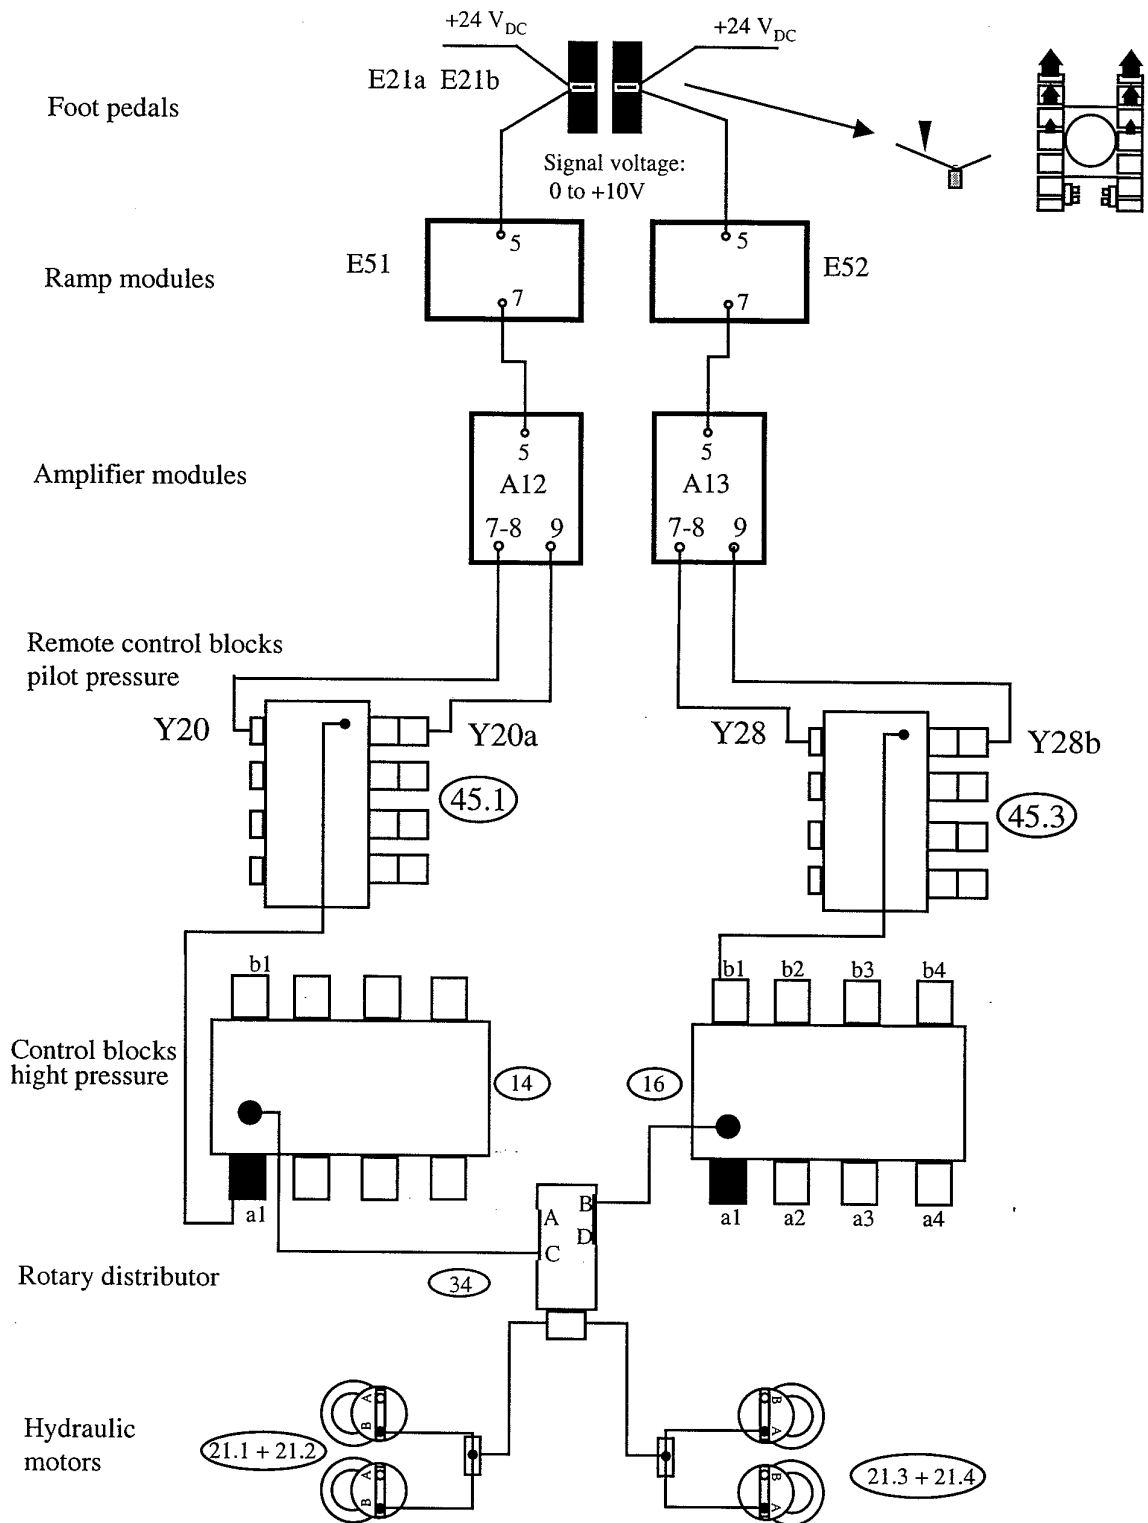 +24 V_DC
+24 V_DC
E21a E21b
Foot pedals
Signal voltage:
0 to +10V
5
5
E51
E52
Ramp modules
7
7
5
5
Amplifier modules
A12
A13
7-8 9
7-8 9
Remote control blocks
pilot pressure
Y20
Y20a
Y28
Y28b
45.1
45.3
b1
b1 b2 b3 b4
Control blocks
hight pressure
14
16
a1
a1 a2 a3 a4
B
A
D
C
Rotary distributor
34
A
B
B
A
Hydraulic
motors
21.1 + 21.2
21.3 + 21.4
A
B
B
A